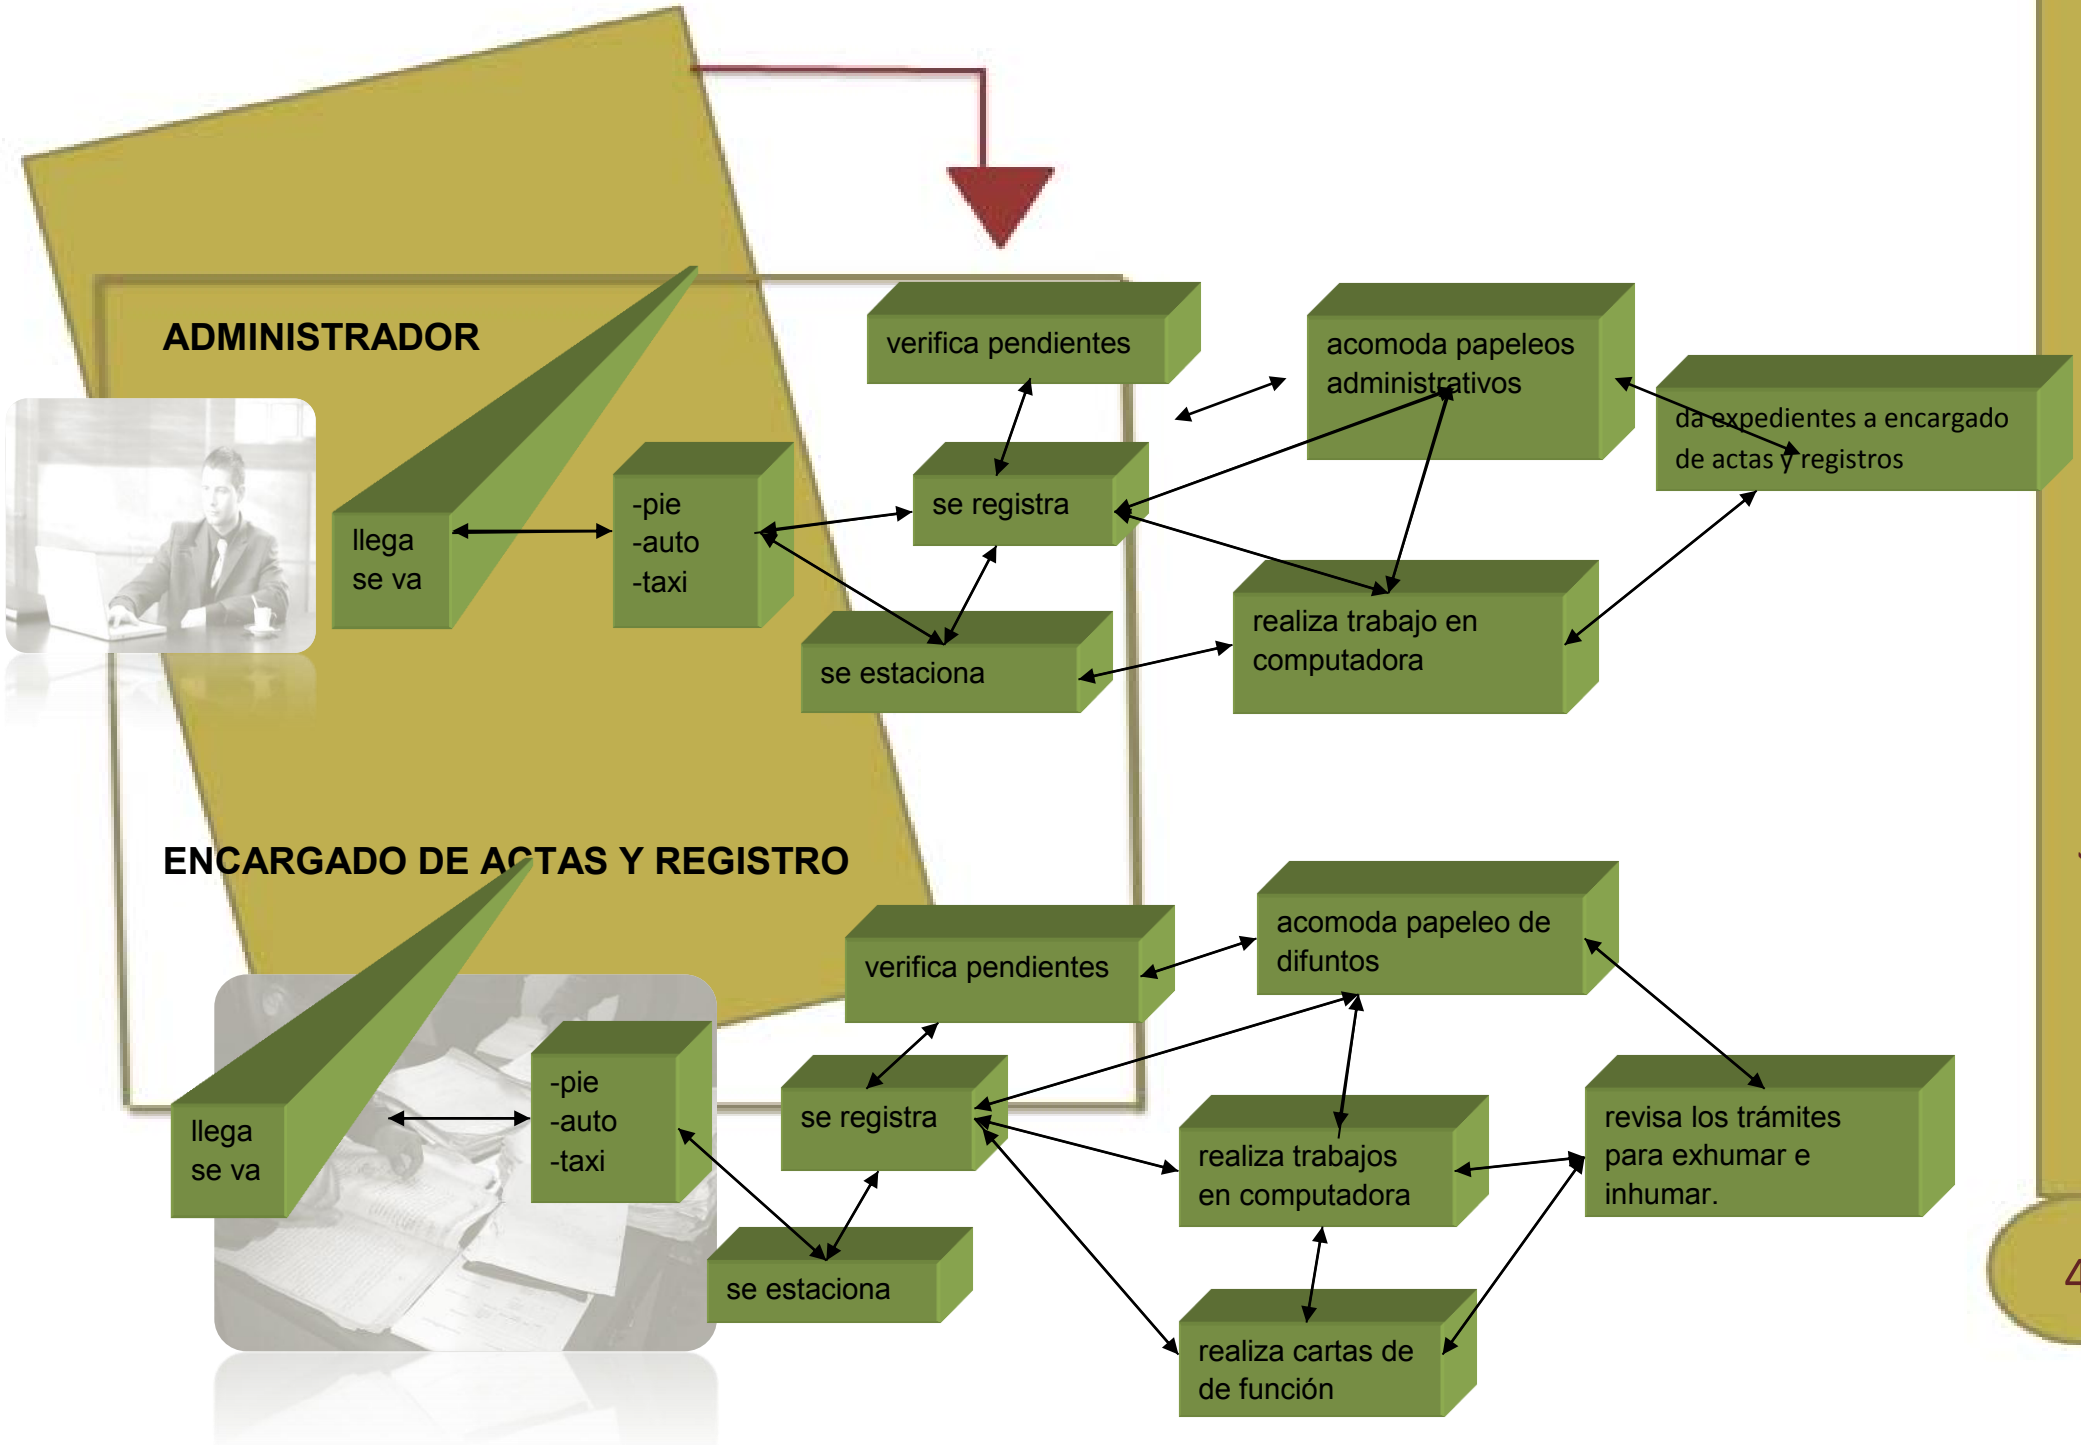 ADMINISTRADOR
verifica pendientes
acomoda papeleos
administrativos
da expedientes a encargado
de actas y registros
-pie
-auto
-taxi
se registra
llega
se va
realiza trabajo en
computadora
se estaciona
ENCARGADO DE ACTAS Y REGISTRO
acomoda papeleo de
difuntos
verifica pendientes
-pie
-auto
-taxi
se registra
revisa los trámites
para exhumar e
inhumar.
llega
se va
realiza trabajos
en computadora
se estaciona
realiza cartas de
de función
4